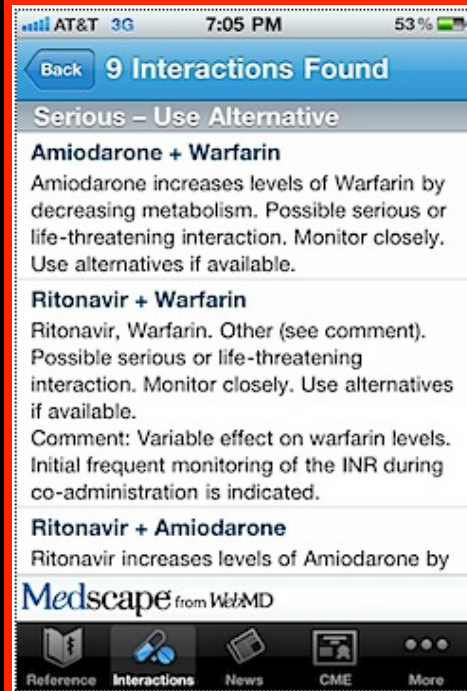 AT&T 3G 7:05 PM 53%
Back 9 Interactions Found
Serious – Use Alternative
Amiodarone + Warfarin
Amiodarone increases levels of Warfarin by
decreasing metabolism. Possible serious or
life-threatening interaction. Monitor closely.
Use alternatives if available.
Ritonavir + Warfarin
Ritonavir, Warfarin. Other (see comment).
Possible serious or life-threatening
interaction. Monitor closely. Use alternatives
if available.
Comment: Variable effect on warfarin levels.
Initial frequent monitoring of the INR during
co-administration is indicated.
Ritonavir + Amiodarone
Ritonavir increases levels of Amiodarone by
Medscape from WebMD
Reference Interactions News CME More